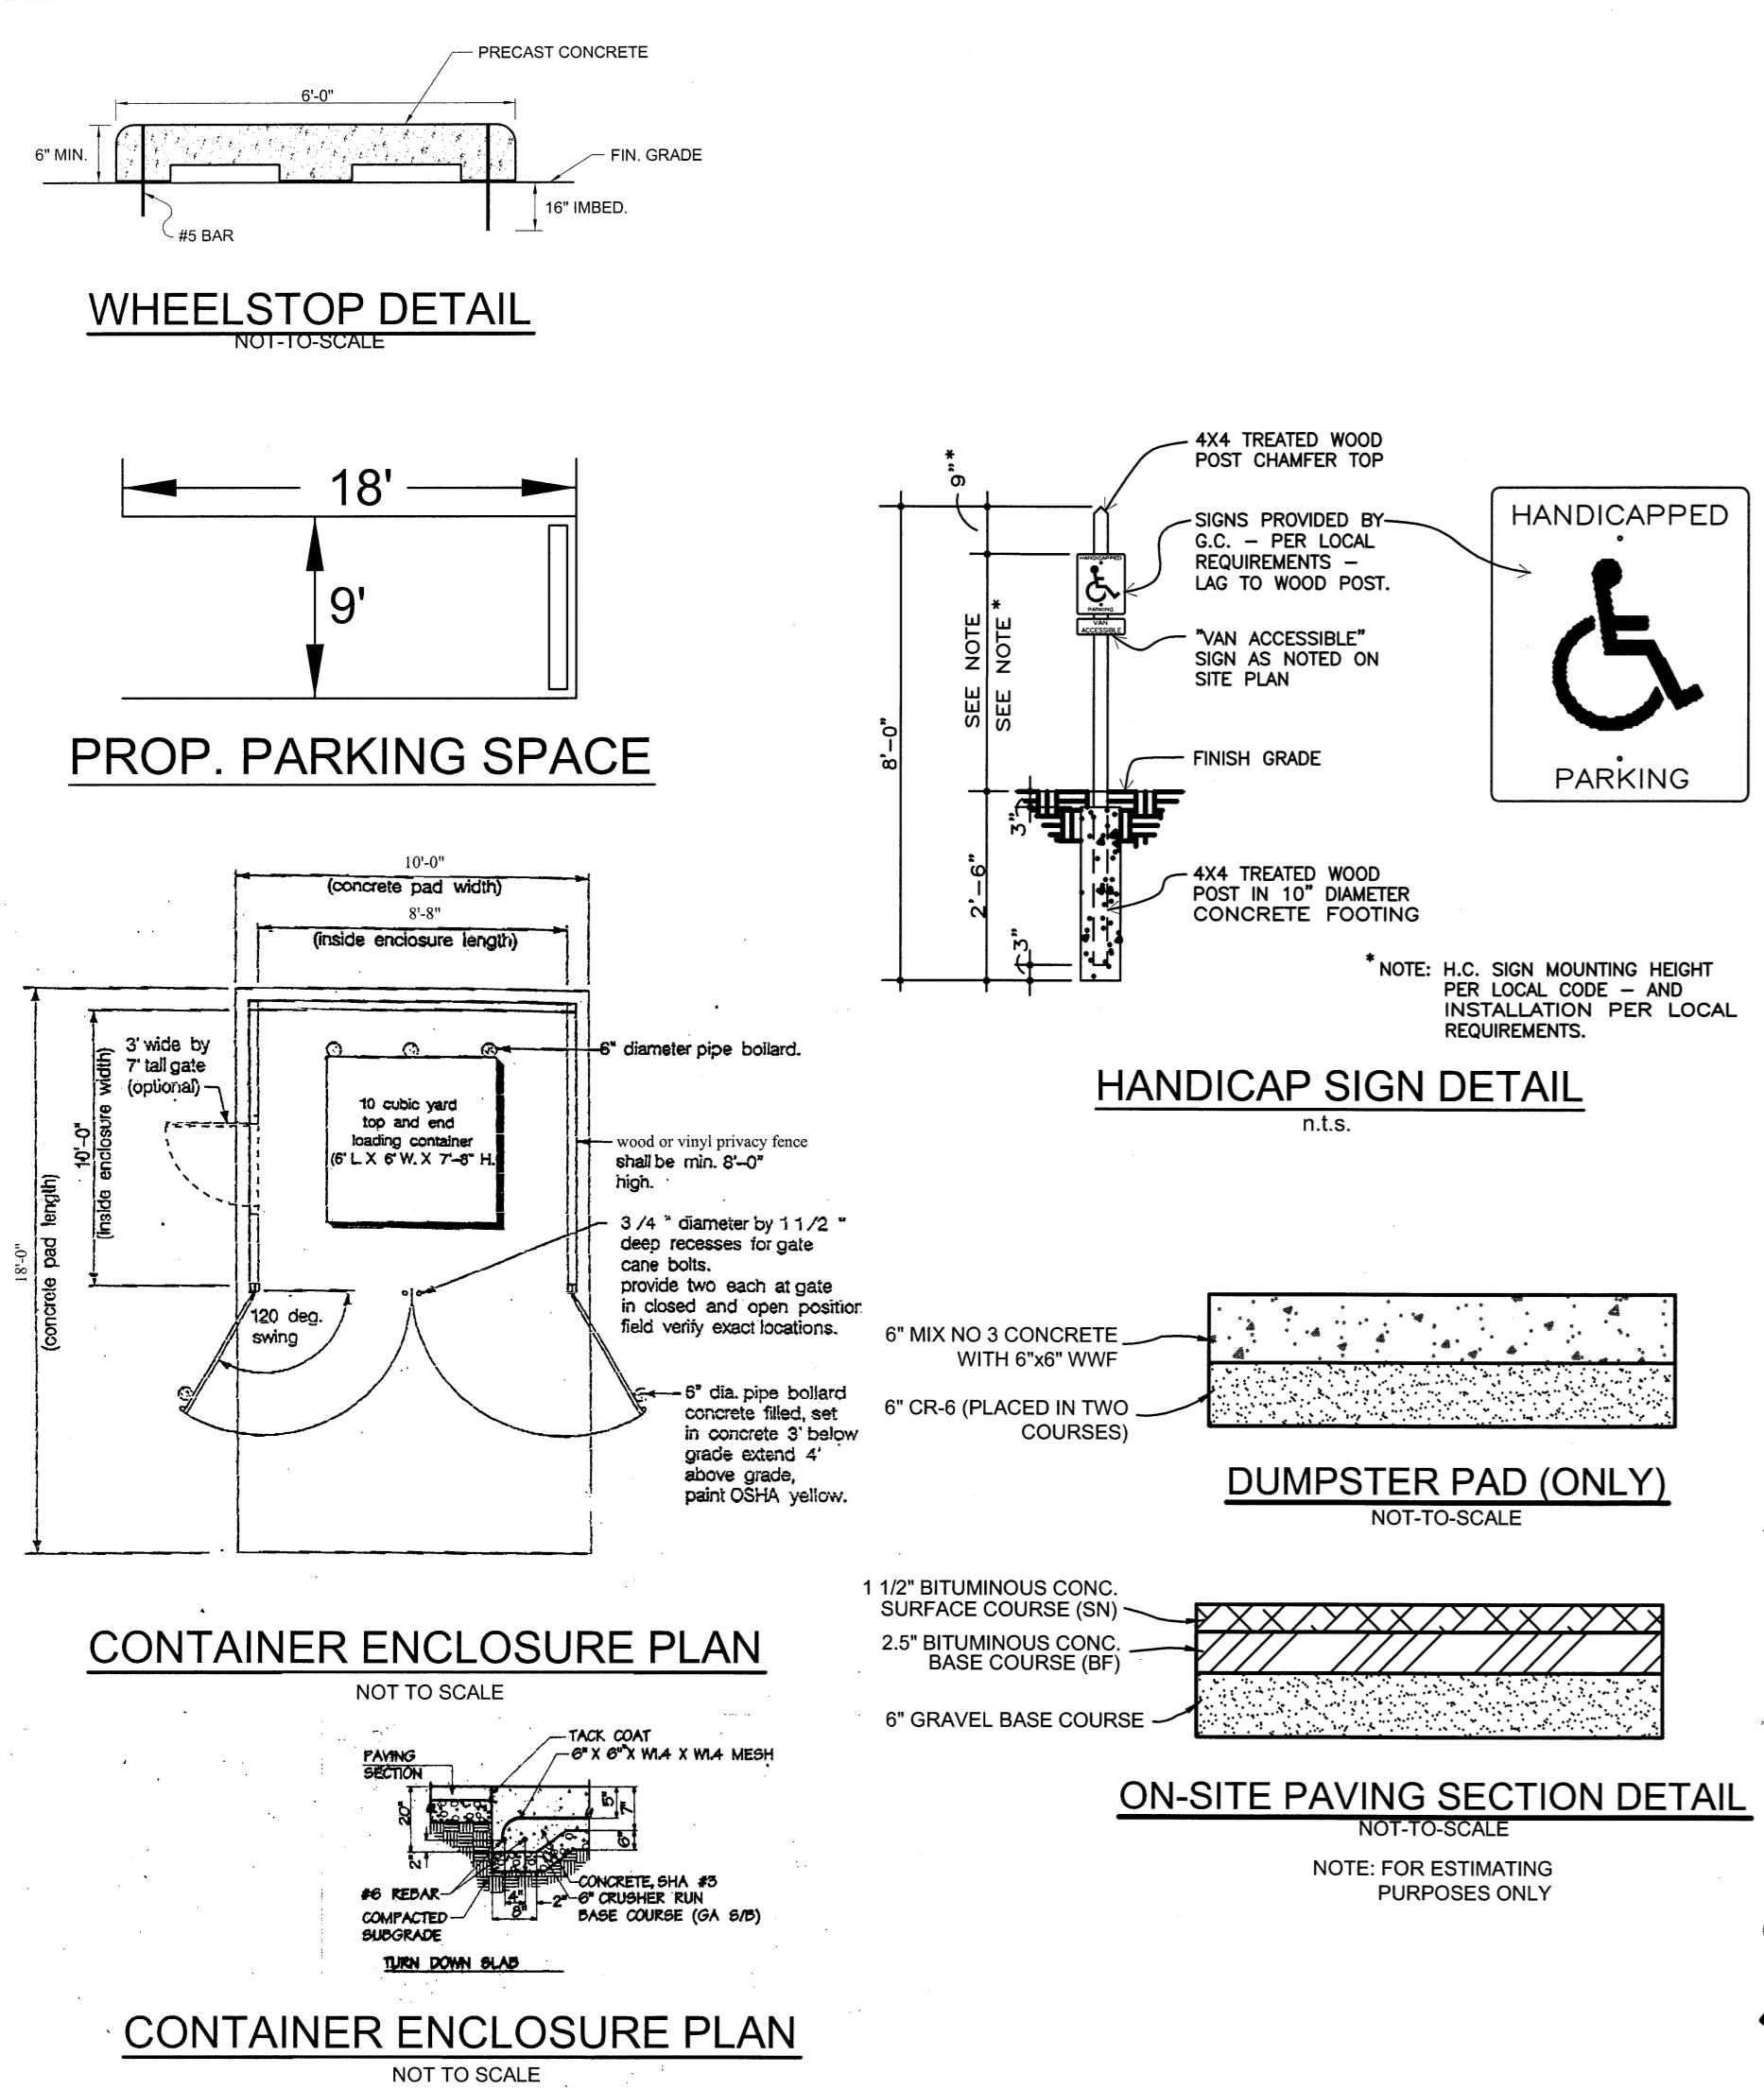 PRECAST CONCRETE
6'-0"
6" MIN.
FIN. GRADE
16" IMBED.
#5 BAR
WHEELSTOP DETAIL
NOT-TO-SCALE
18'
9'
PROP. PARKING SPACE
10'-0"
(concrete pad width)
8'-8"
(inside enclosure length)
18'-0"
(concrete pad length)
10'-0"
(inside enclosure width)
3' wide by
7' tall gate
(optional)
6" diameter pipe bollard.
10 cubic yard
top and end
loading container
(6' L X 6' W. X 7'-8" H.
wood or vinyl privacy fence
shall be min. 8'-0"
high.
3/4 " diameter by 1 1/2 "
deep recesses for gate
cane bolts.
provide two each at gate
in closed and open position
field verify exact locations.
120 deg.
swing
6" dia. pipe bollard
concrete filled, set
in concrete 3' below
grade extend 4'
above grade,
paint OSHA yellow.
CONTAINER ENCLOSURE PLAN
NOT TO SCALE
TACK COAT
6" X 6" X W1.4 X W1.4 MESH
PAVING
SECTION
20"
2"
5"
7"
6"
#6 REBAR
4"
8"
2"
COMPACTED
SUBGRADE
CONCRETE, SHA #3
6" CRUSHER RUN
BASE COURSE (GA S/B)
TURN DOWN SLAB
CONTAINER ENCLOSURE PLAN
NOT TO SCALE
9"*
8'-0"
SEE NOTE
SEE NOTE *
3"
2'-6"
3"
4X4 TREATED WOOD
POST CHAMFER TOP
SIGNS PROVIDED BY
G.C. – PER LOCAL
REQUIREMENTS –
LAG TO WOOD POST.
HANDICAPPED
PARKING
VAN
ACCESSIBLE
"VAN ACCESSIBLE"
SIGN AS NOTED ON
SITE PLAN
FINISH GRADE
4X4 TREATED WOOD
POST IN 10" DIAMETER
CONCRETE FOOTING
HANDICAPPED
PARKING
* NOTE: H.C. SIGN MOUNTING HEIGHT
PER LOCAL CODE – AND
INSTALLATION PER LOCAL
REQUIREMENTS.
HANDICAP SIGN DETAIL
n.t.s.
6" MIX NO 3 CONCRETE
WITH 6"x6" WWF
6" CR-6 (PLACED IN TWO
COURSES)
DUMPSTER PAD (ONLY)
NOT-TO-SCALE
1 1/2" BITUMINOUS CONC.
SURFACE COURSE (SN)
2.5" BITUMINOUS CONC.
BASE COURSE (BF)
6" GRAVEL BASE COURSE
ON-SITE PAVING SECTION DETAIL
NOT-TO-SCALE
NOTE: FOR ESTIMATING
PURPOSES ONLY